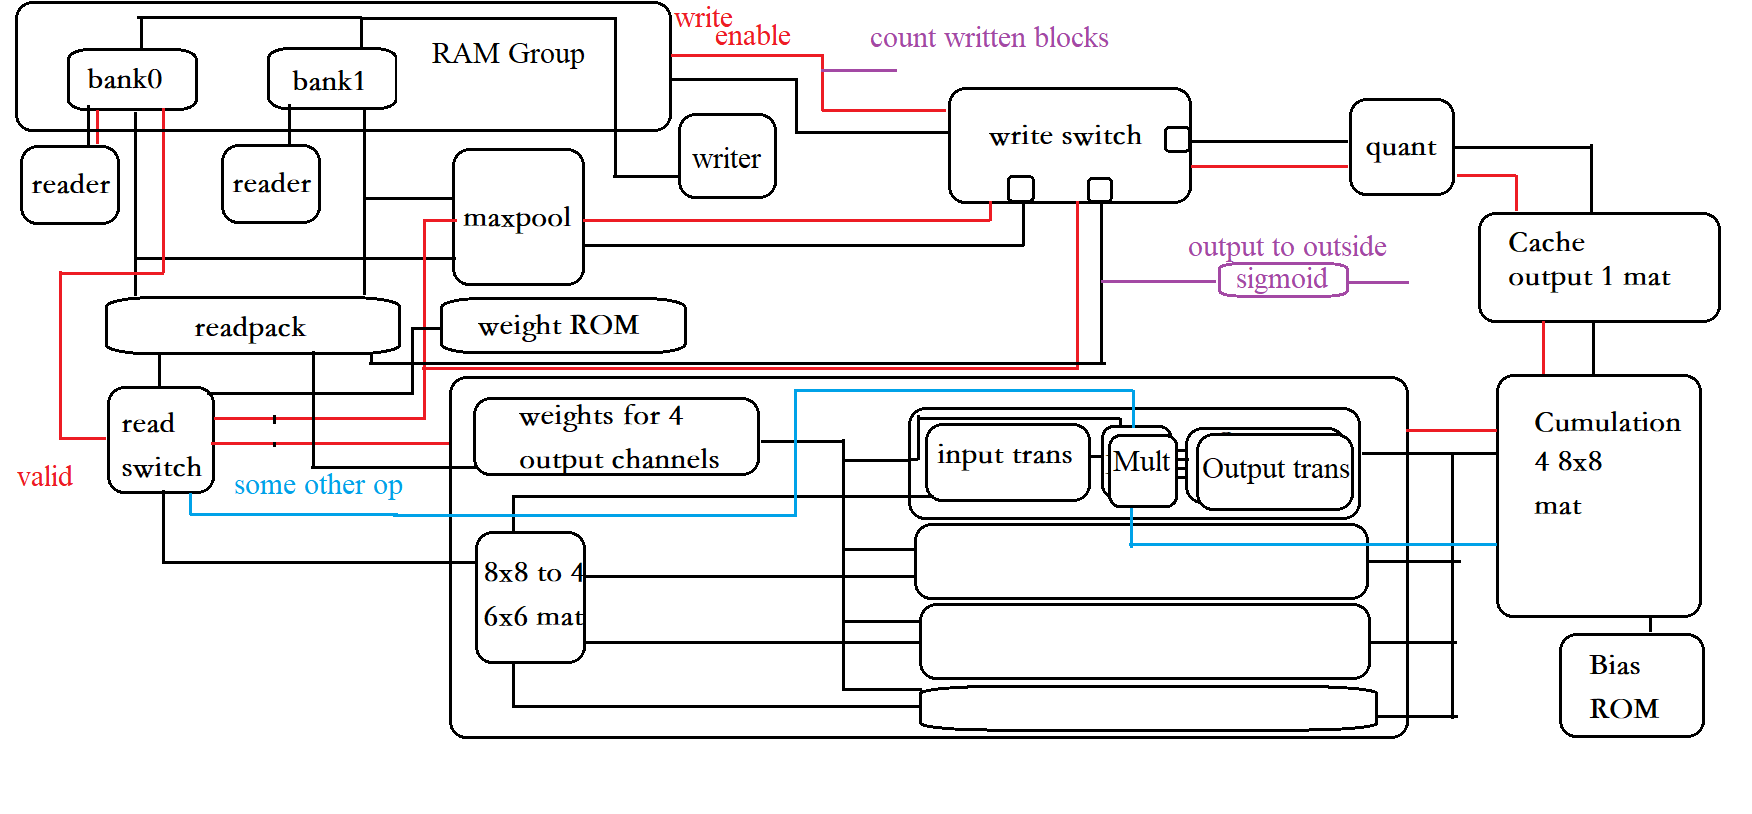 write
enable
count written blocks
RAM Group
bank0
bank1
write switch
quant
writer
reader
reader
maxpool
Cache
output 1 mat
output to outside
sigmoid
readpack
weight ROM
read
switch
valid
some other op
weights for 4
output channels
input trans
Mult
Output trans
Cumulation
4 8x8
mat
8x8 to 4
6x6 mat
Bias
ROM